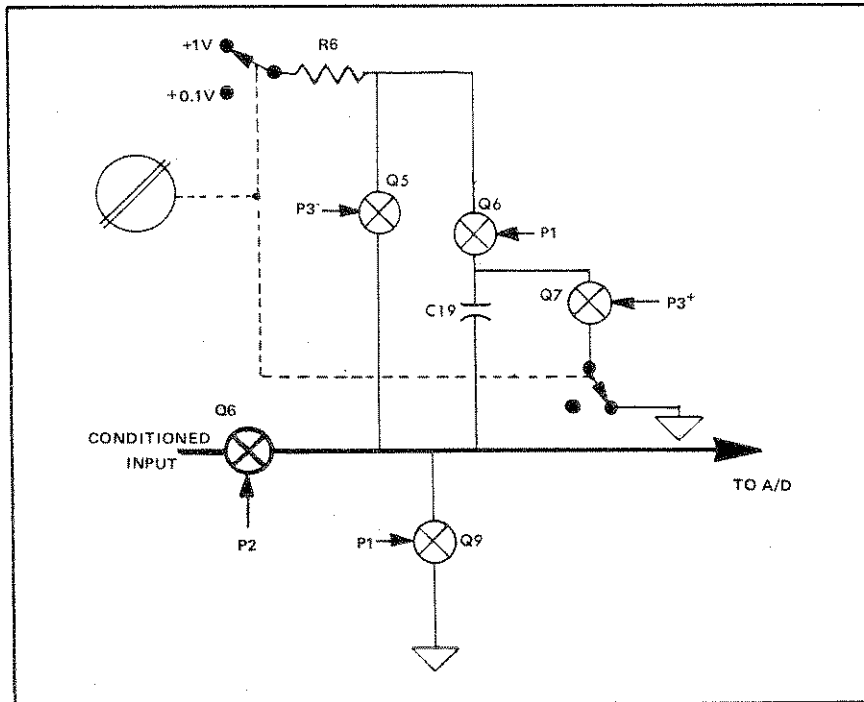 +1V
R6
+0.1V
Q5
P3-
Q6
P1
Q7
P3+
C19
Q6
CONDITIONED
INPUT
TO A/D
P2
P1
Q9